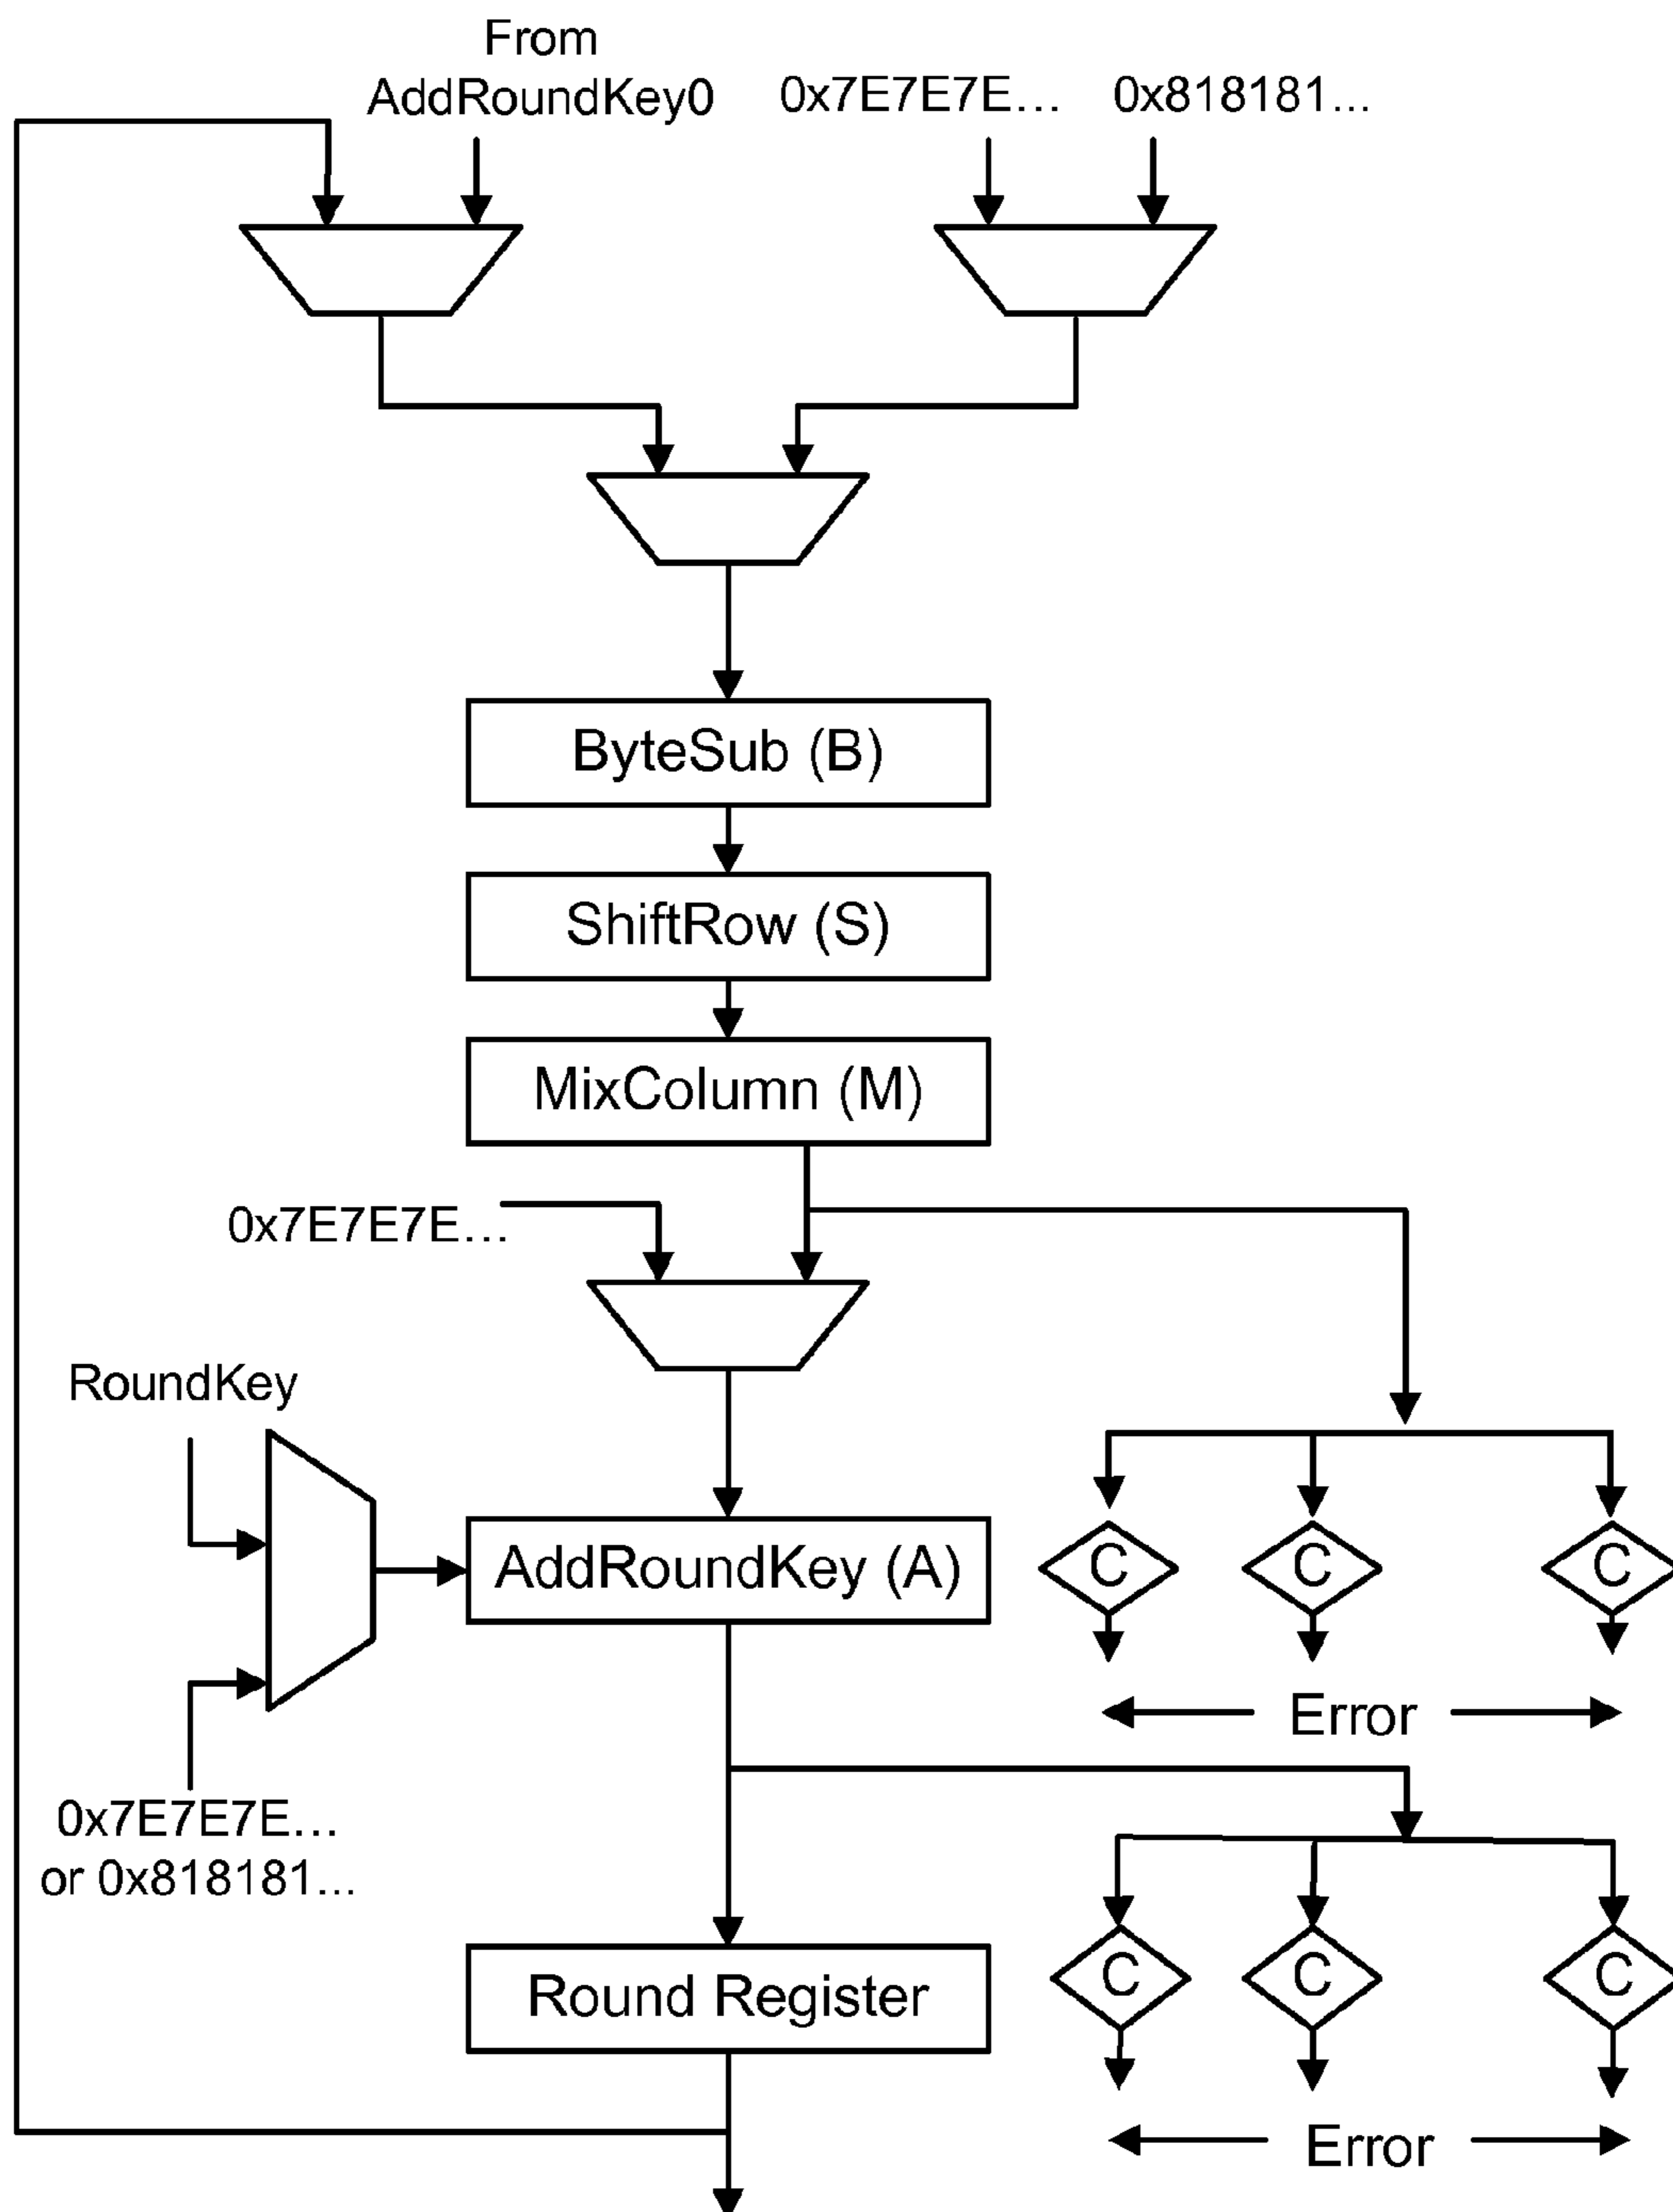 From
AddRoundKey0
0x7E7E7E...
0x818181...
ByteSub (B)
ShiftRow (S)
MixColumn (M)
0x7E7E7E...
RoundKey
AddRoundKey (A)
C
C
C
Error
0x7E7E7E...
or 0x818181...
Round Register
C
C
C
Error